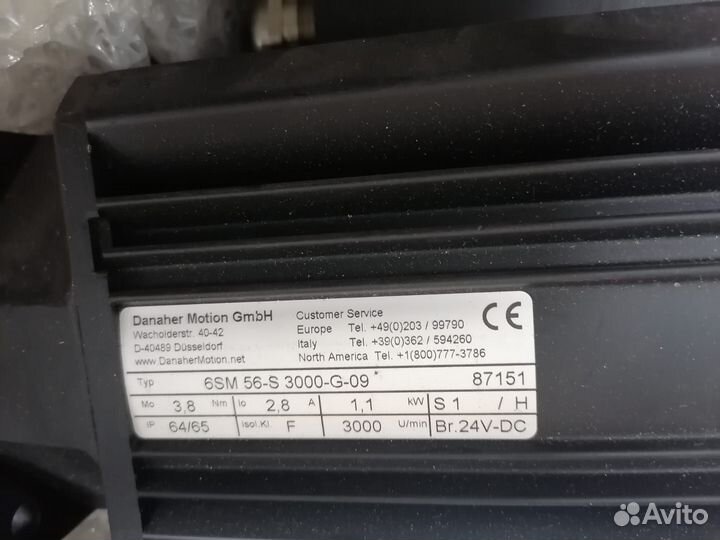 Danaher Motion GmbH
Wacholderstr. 40-42
D-40489 Düsseldorf
www.DanaherMotion.net
Customer Service
Europe Tel. +49(0)203 / 99790
Italy Tel. +39(0)362 / 594260
North America Tel. +1(800)777-3786
CE
Typ 6SM 56-S 3000-G-09 87151
Mo 3,8 Nm Io 2,8 A 1,1 kW S 1 / H
IP 64/65 Isol.Kl. F 3000 U/min Br.24V-DC
Avito